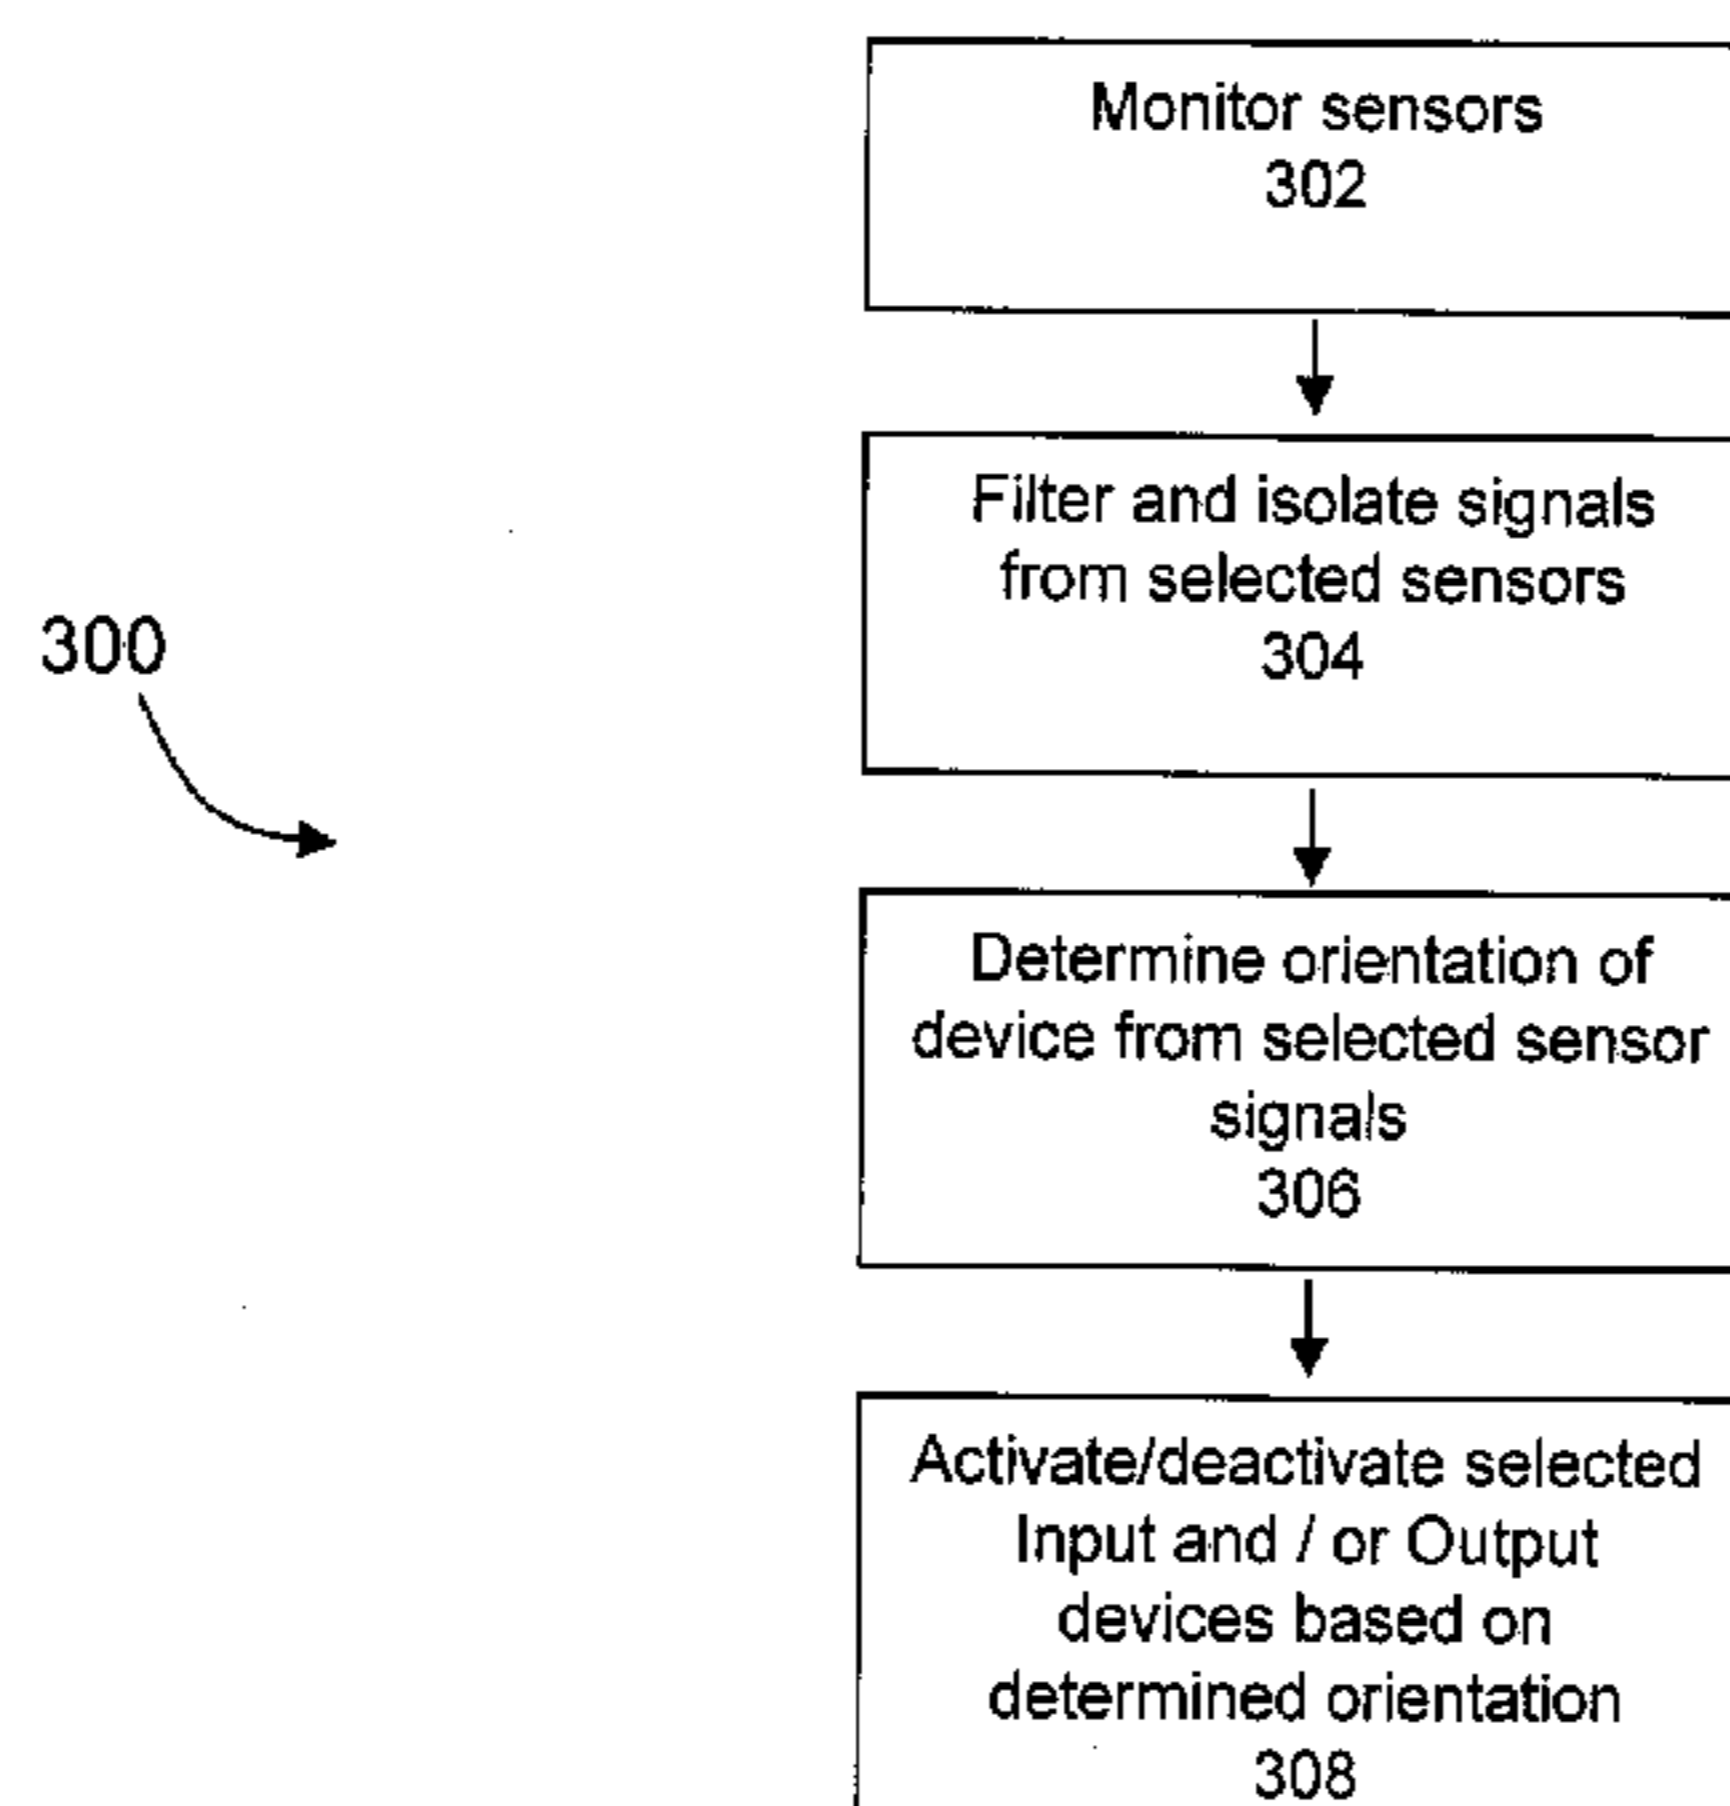 Monitor sensors
302
Filter and isolate signals
from selected sensors
304
300
Determine orientation of
device from selected sensor
signals
306
Activate/deactivate selected
Input and / or Output
devices based on
determined orientation
308